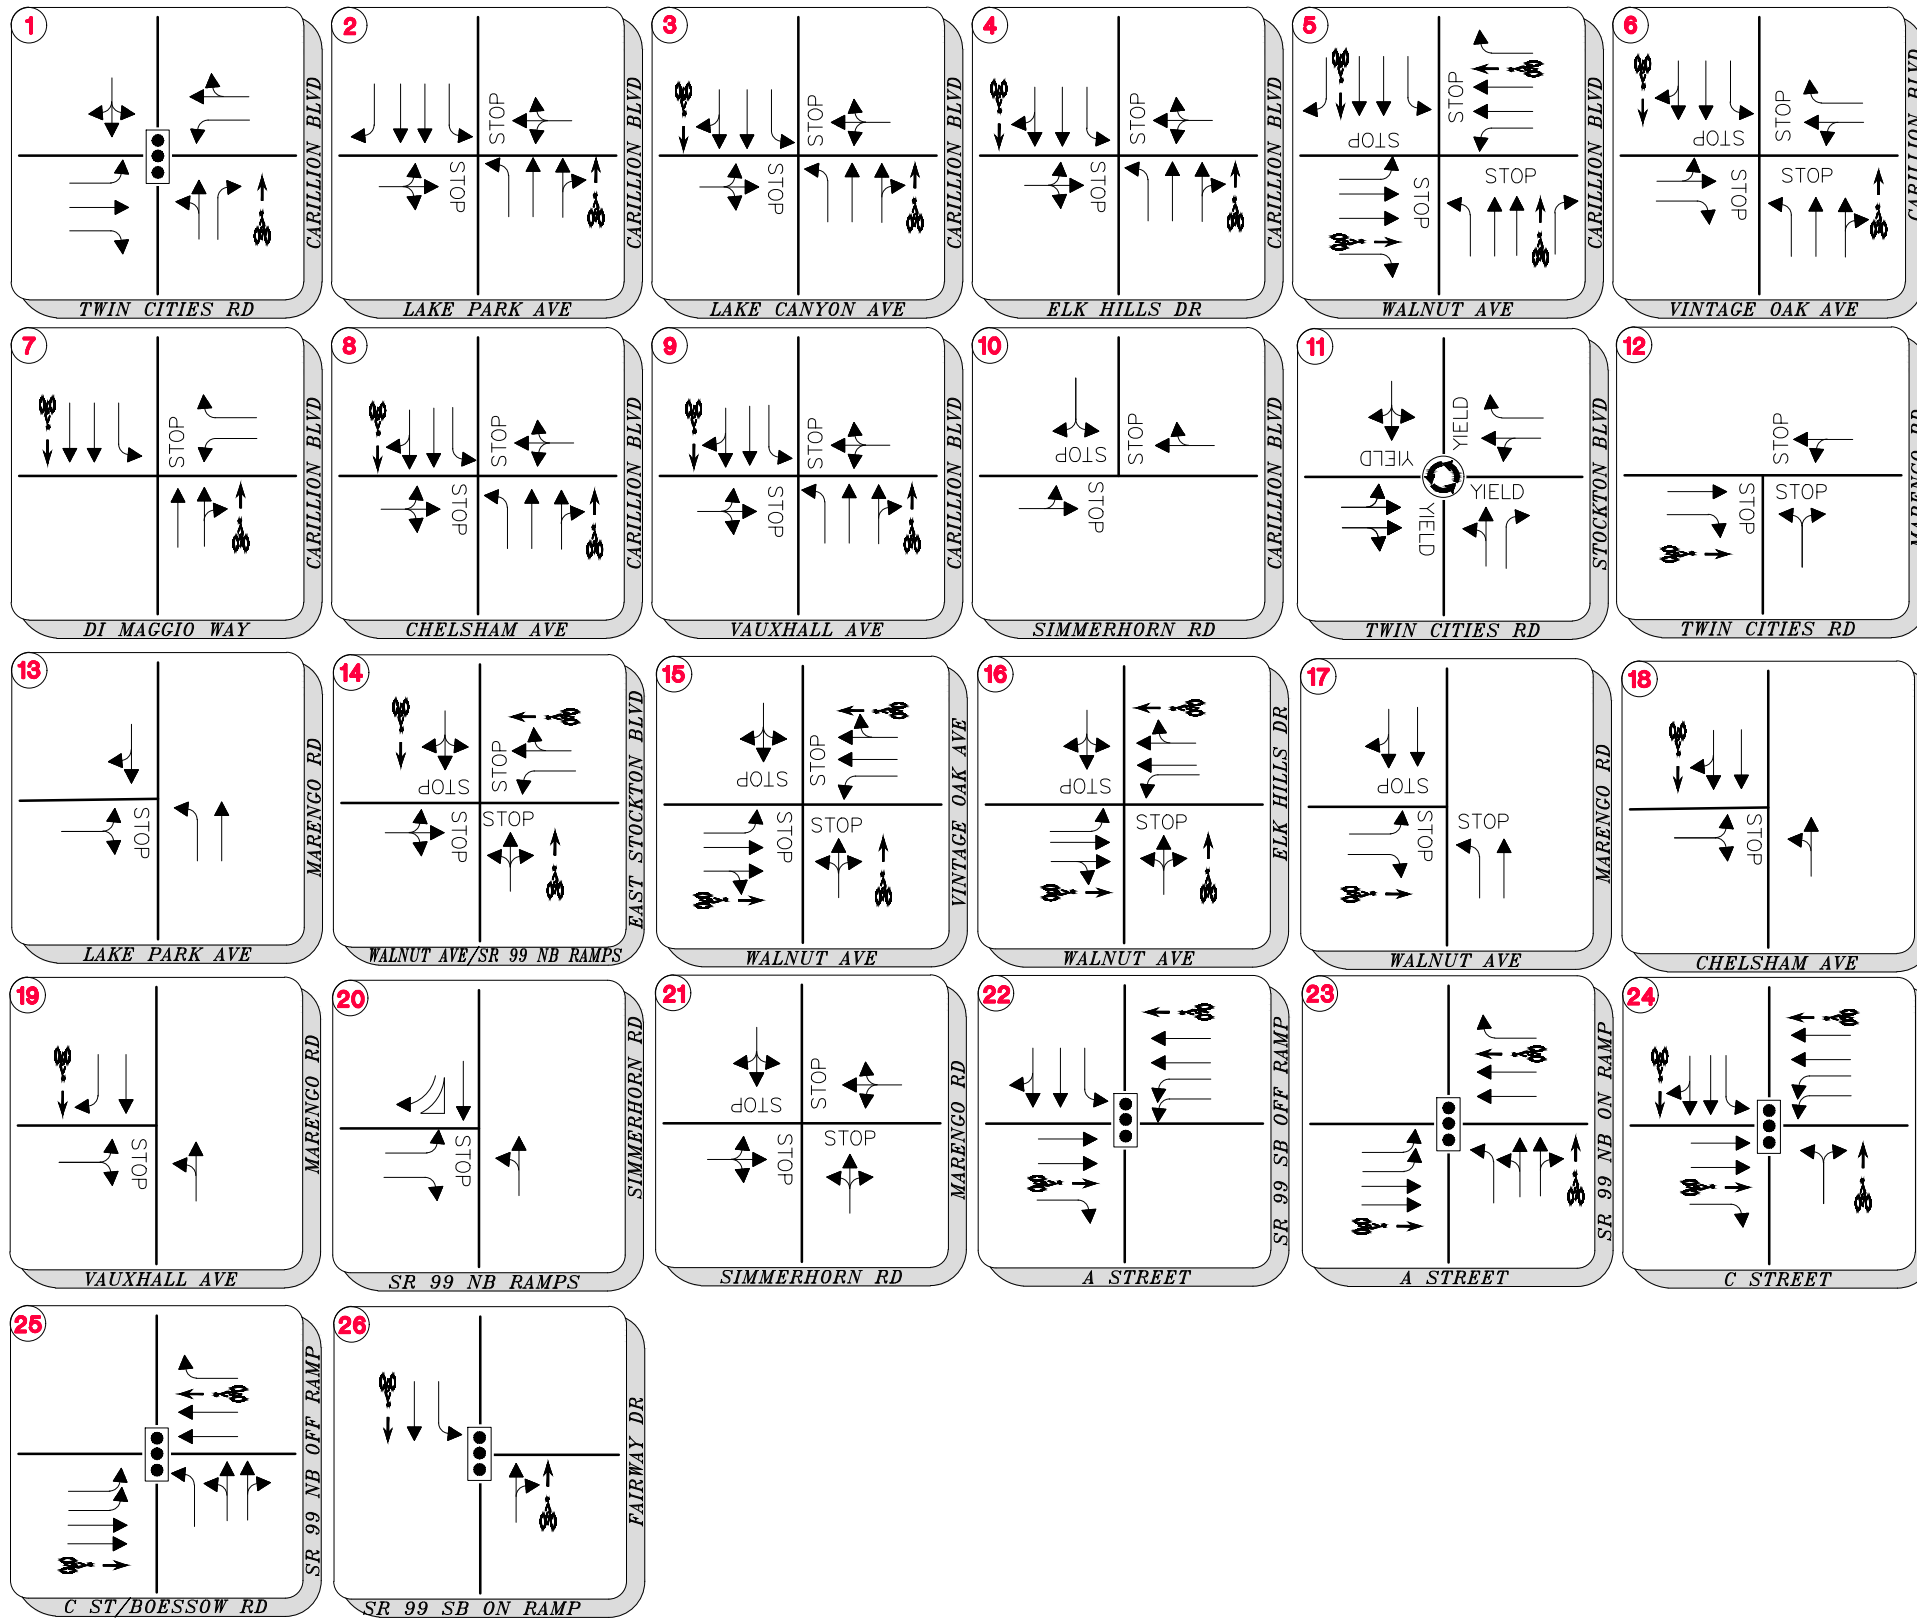 1
STOP
CARILLION BLVD
TWIN CITIES RD
2
STOP
STOP
CARILLION BLVD
LAKE PARK AVE
3
STOP
STOP
CARILLION BLVD
LAKE CANYON AVE
4
STOP
STOP
CARILLION BLVD
ELK HILLS DR
5
STOP
STOP
STOP
STOP
CARILLION BLVD
WALNUT AVE
6
STOP
STOP
STOP
STOP
CARILLION BLVD
VINTAGE OAK AVE
7
STOP
CARILLION BLVD
DI MAGGIO WAY
8
STOP
STOP
CARILLION BLVD
CHELSHAM AVE
9
STOP
STOP
CARILLION BLVD
VAUXHALL AVE
10
STOP
STOP
STOP
CARILLION BLVD
SIMMERHORN RD
11
YIELD
YIELD
YIELD
YIELD
STOCKTON BLVD
TWIN CITIES RD
12
STOP
STOP
STOP
MARENGO RD
TWIN CITIES RD
13
STOP
MARENGO RD
LAKE PARK AVE
14
STOP
STOP
STOP
STOP
EAST STOCKTON BLVD
WALNUT AVE/SR 99 NB RAMPS
15
STOP
STOP
STOP
STOP
VINTAGE OAK AVE
WALNUT AVE
16
STOP
STOP
ELK HILLS DR
WALNUT AVE
17
STOP
STOP
STOP
MARENGO RD
WALNUT AVE
18
STOP
CHELSHAM AVE
19
STOP
MARENGO RD
VAUXHALL AVE
20
STOP
SIMMERHORN RD
SR 99 NB RAMPS
21
STOP
STOP
STOP
STOP
MARENGO RD
SIMMERHORN RD
22
SR 99 SB OFF RAMP
A STREET
23
SR 99 NB ON RAMP
A STREET
24
C STREET
25
SR 99 NB OFF RAMP
C ST/BOESSOW RD
26
FAIRWAY DR
SR 99 SB ON RAMP